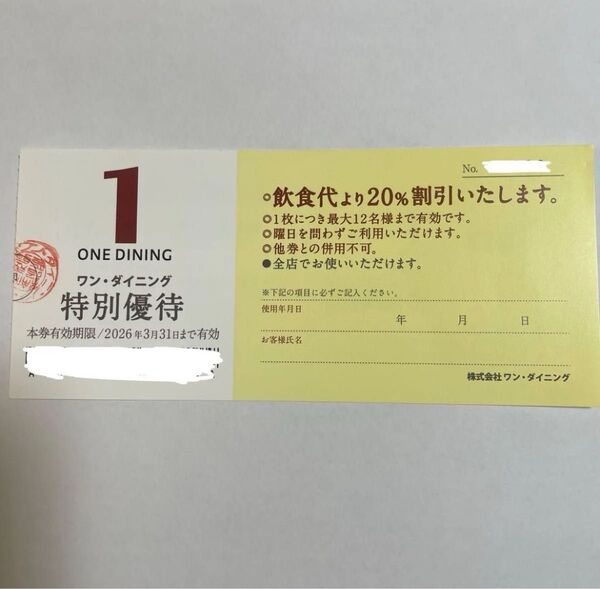 1
ONE DINING
ワン・ダイニング
特別優待
本券有効期限/2026年3月31日まで有効
No.
◎飲食代より20%割引いたします。
◎1枚につき最大12名様まで有効です。
◎曜日を問わずご利用いただけます。
◎他券との併用不可。
●全店でお使いいただけます。
※下記の項目に必ずご記入ください。
使用年月日
年 月 日
お客様氏名
株式会社 ワン・ダイニング